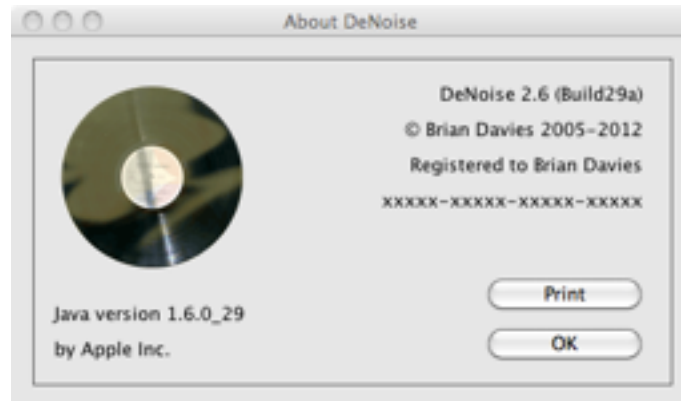 About DeNoise
DeNoise 2.6 (Build29a)
© Brian Davies 2005-2012
Registered to Brian Davies
xxxxx-xxxxx-xxxxx-xxxxx
Java version 1.6.0_29
by Apple Inc.
Print
OK